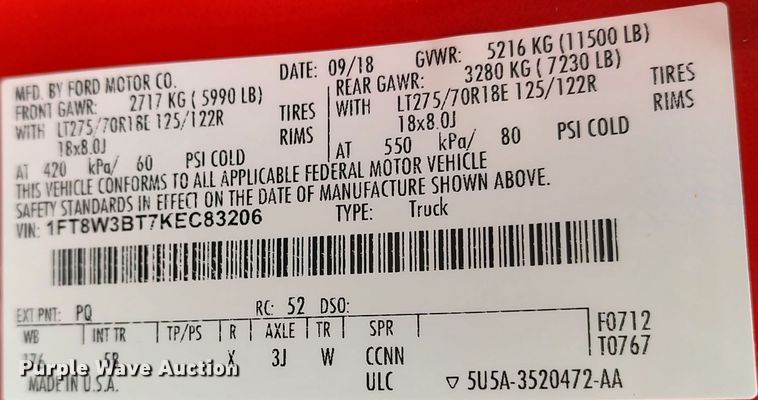 MFD. BY FORD MOTOR CO. DATE: 09/18 GVWR: 5216 KG (11500 LB)
FRONT GAWR: 2717 KG ( 5990 LB) REAR GAWR: 3280 KG ( 7230 LB)
WITH LT275/70R18E 125/122R TIRES WITH LT275/70R18E 125/122R TIRES
18x8.0J RIMS 18x8.0J RIMS
AT 420 kPa/ 60 PSI COLD AT 550 kPa/ 80 PSI COLD
THIS VEHICLE CONFORMS TO ALL APPLICABLE FEDERAL MOTOR VEHICLE
SAFETY STANDARDS IN EFFECT ON THE DATE OF MANUFACTURE SHOWN ABOVE.
VIN: 1FT8W3BT7KEC83206 TYPE: Truck
EXT PNT: PQ RC: 52 DSO:
WB INT TR TP/PS R AXLE TR SPR F0712
176 5B X 3J W CCNN T0767
Purple Wave Auction
MADE IN U.S.A. ULC ▽ 5U5A-3520472-AA